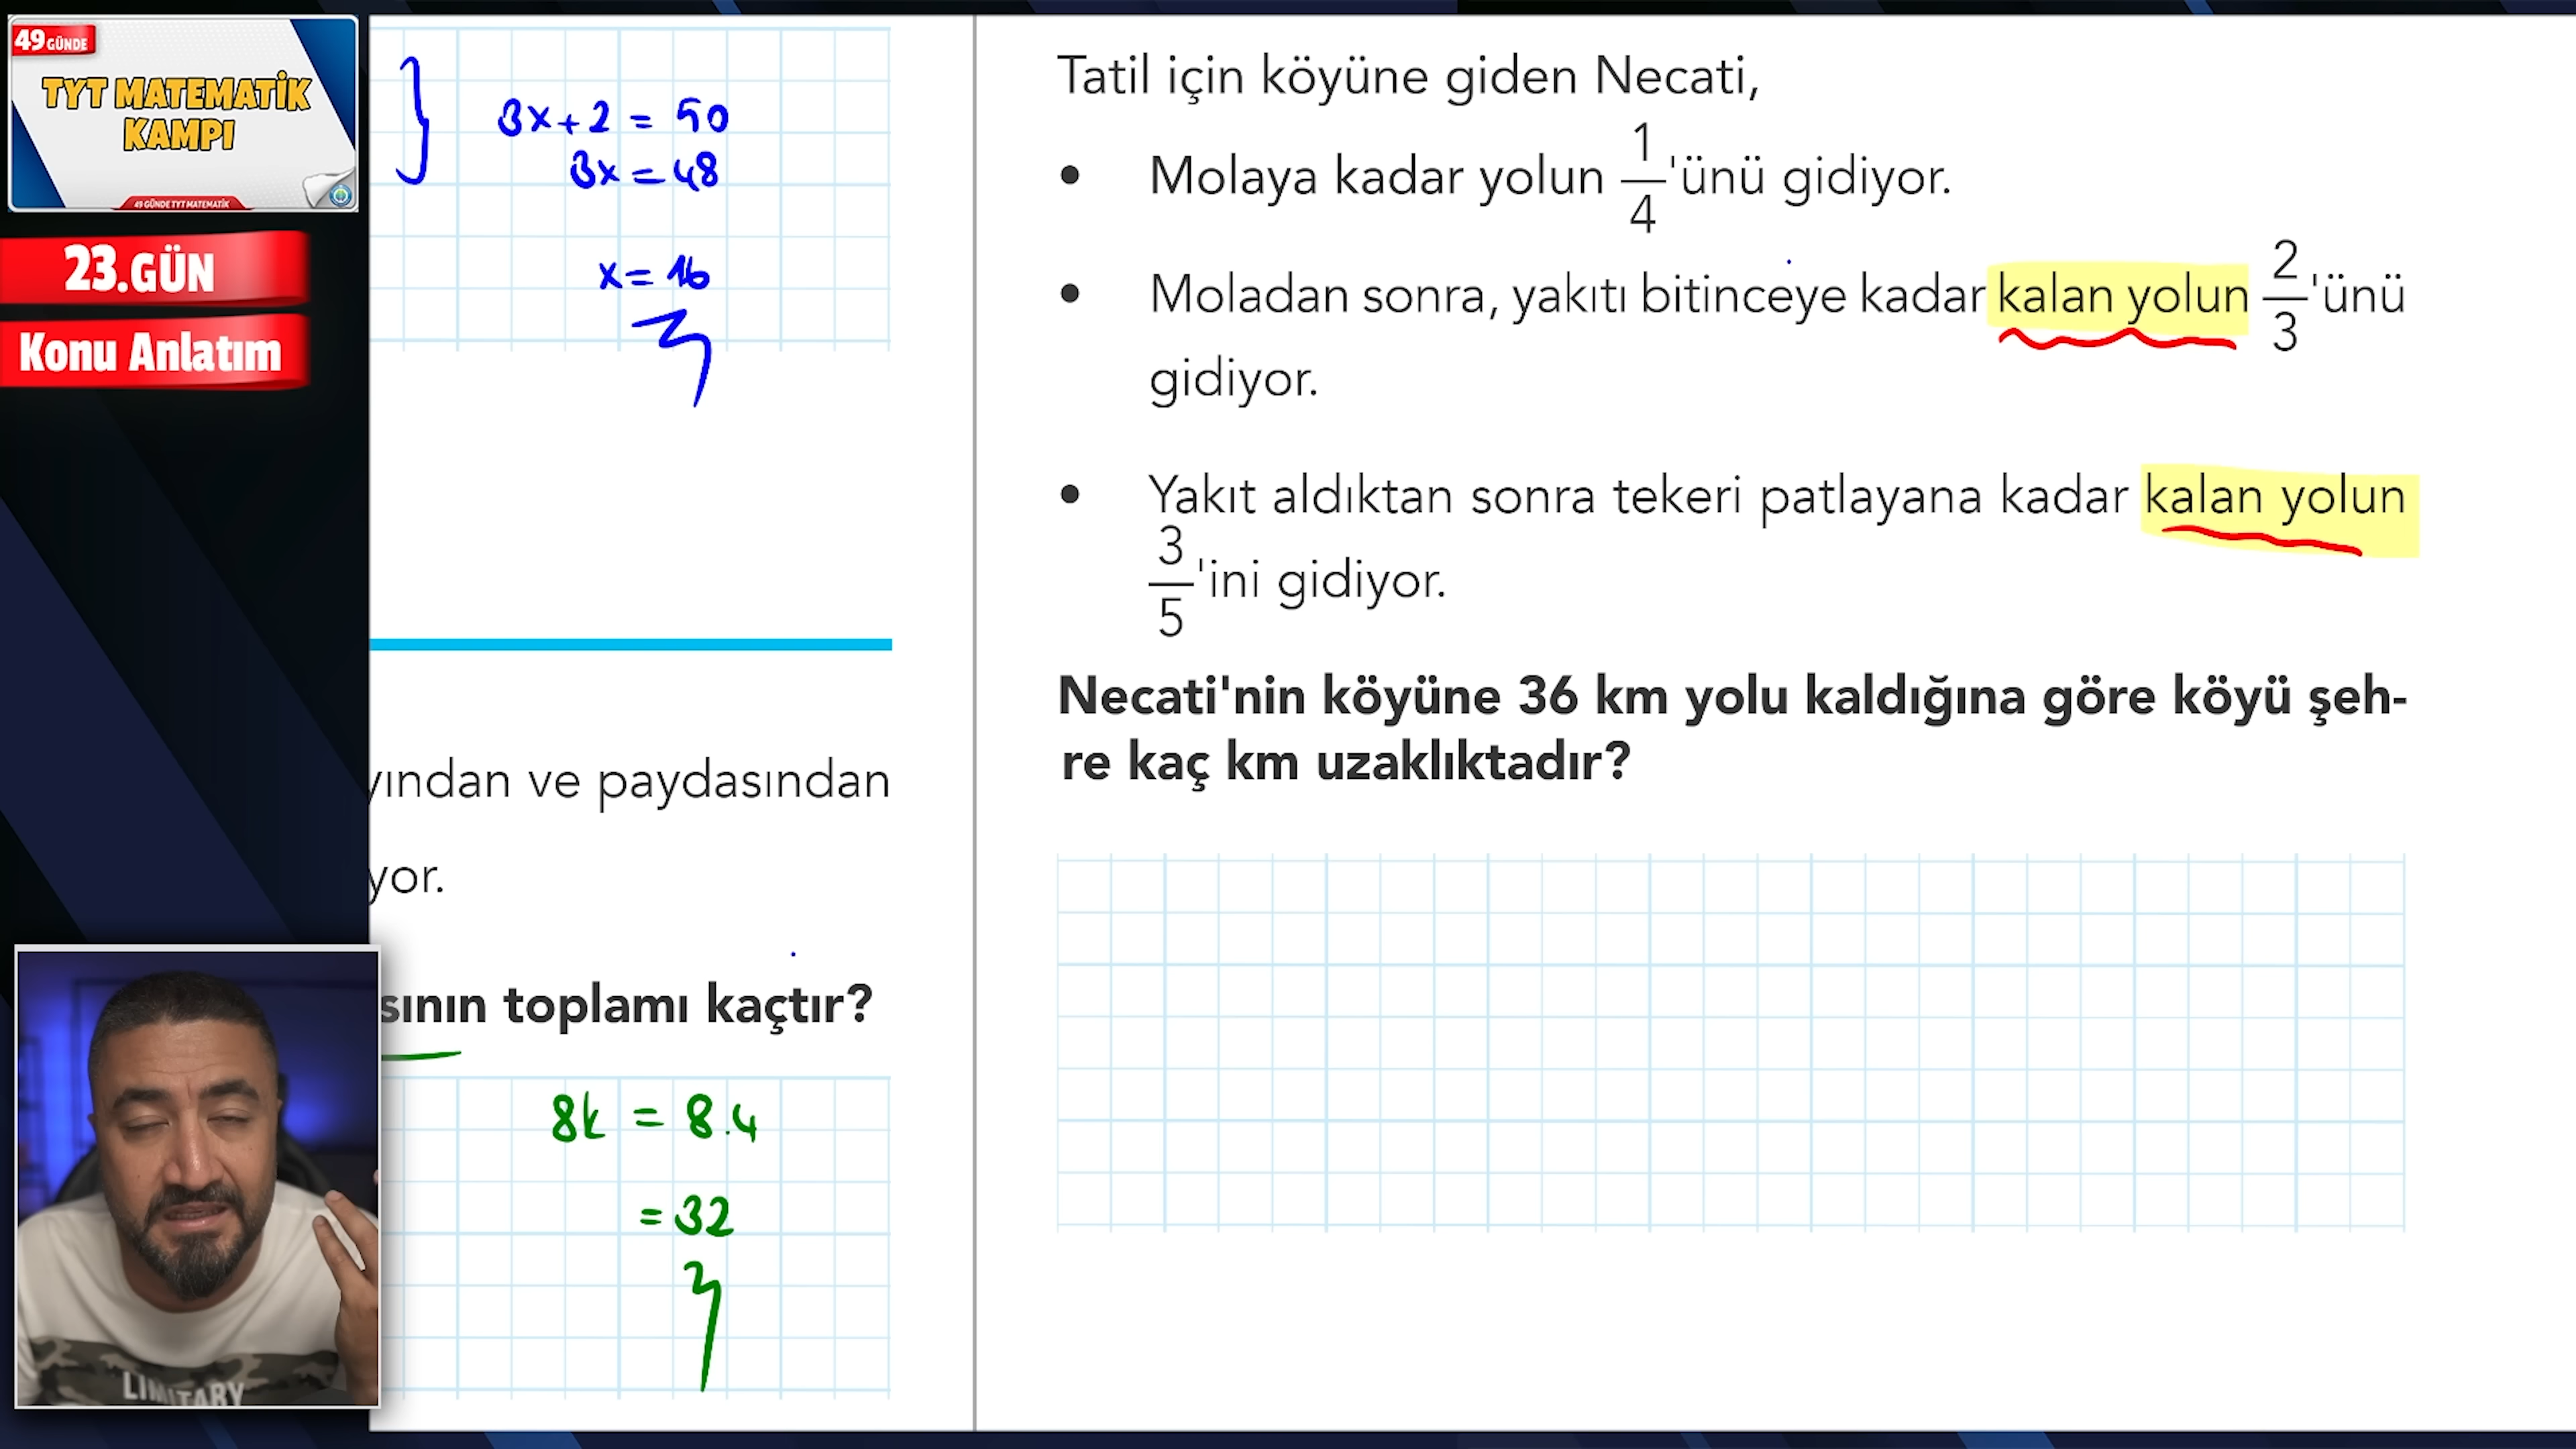 49 GÜNDE
TYT MATEMATİK
KAMPI
49 GÜNDE TYT MATEMATİK
23.GÜN
Konu Anlatım
3x+2 = 50
3x = 48
x = 16
yından ve paydasından
yor.
sının toplamı kaçtır?
8k = 8.4
= 32
LIMITARY
Tatil için köyüne giden Necati,
• Molaya kadar yolun 1/4'ünü gidiyor.
• Moladan sonra, yakıtı bitinceye kadar kalan yolun 2/3'ünü
gidiyor.
• Yakıt aldıktan sonra tekeri patlayana kadar kalan yolun
3/5'ini gidiyor.
Necati'nin köyüne 36 km yolu kaldığına göre köyü şeh-
re kaç km uzaklıktadır?